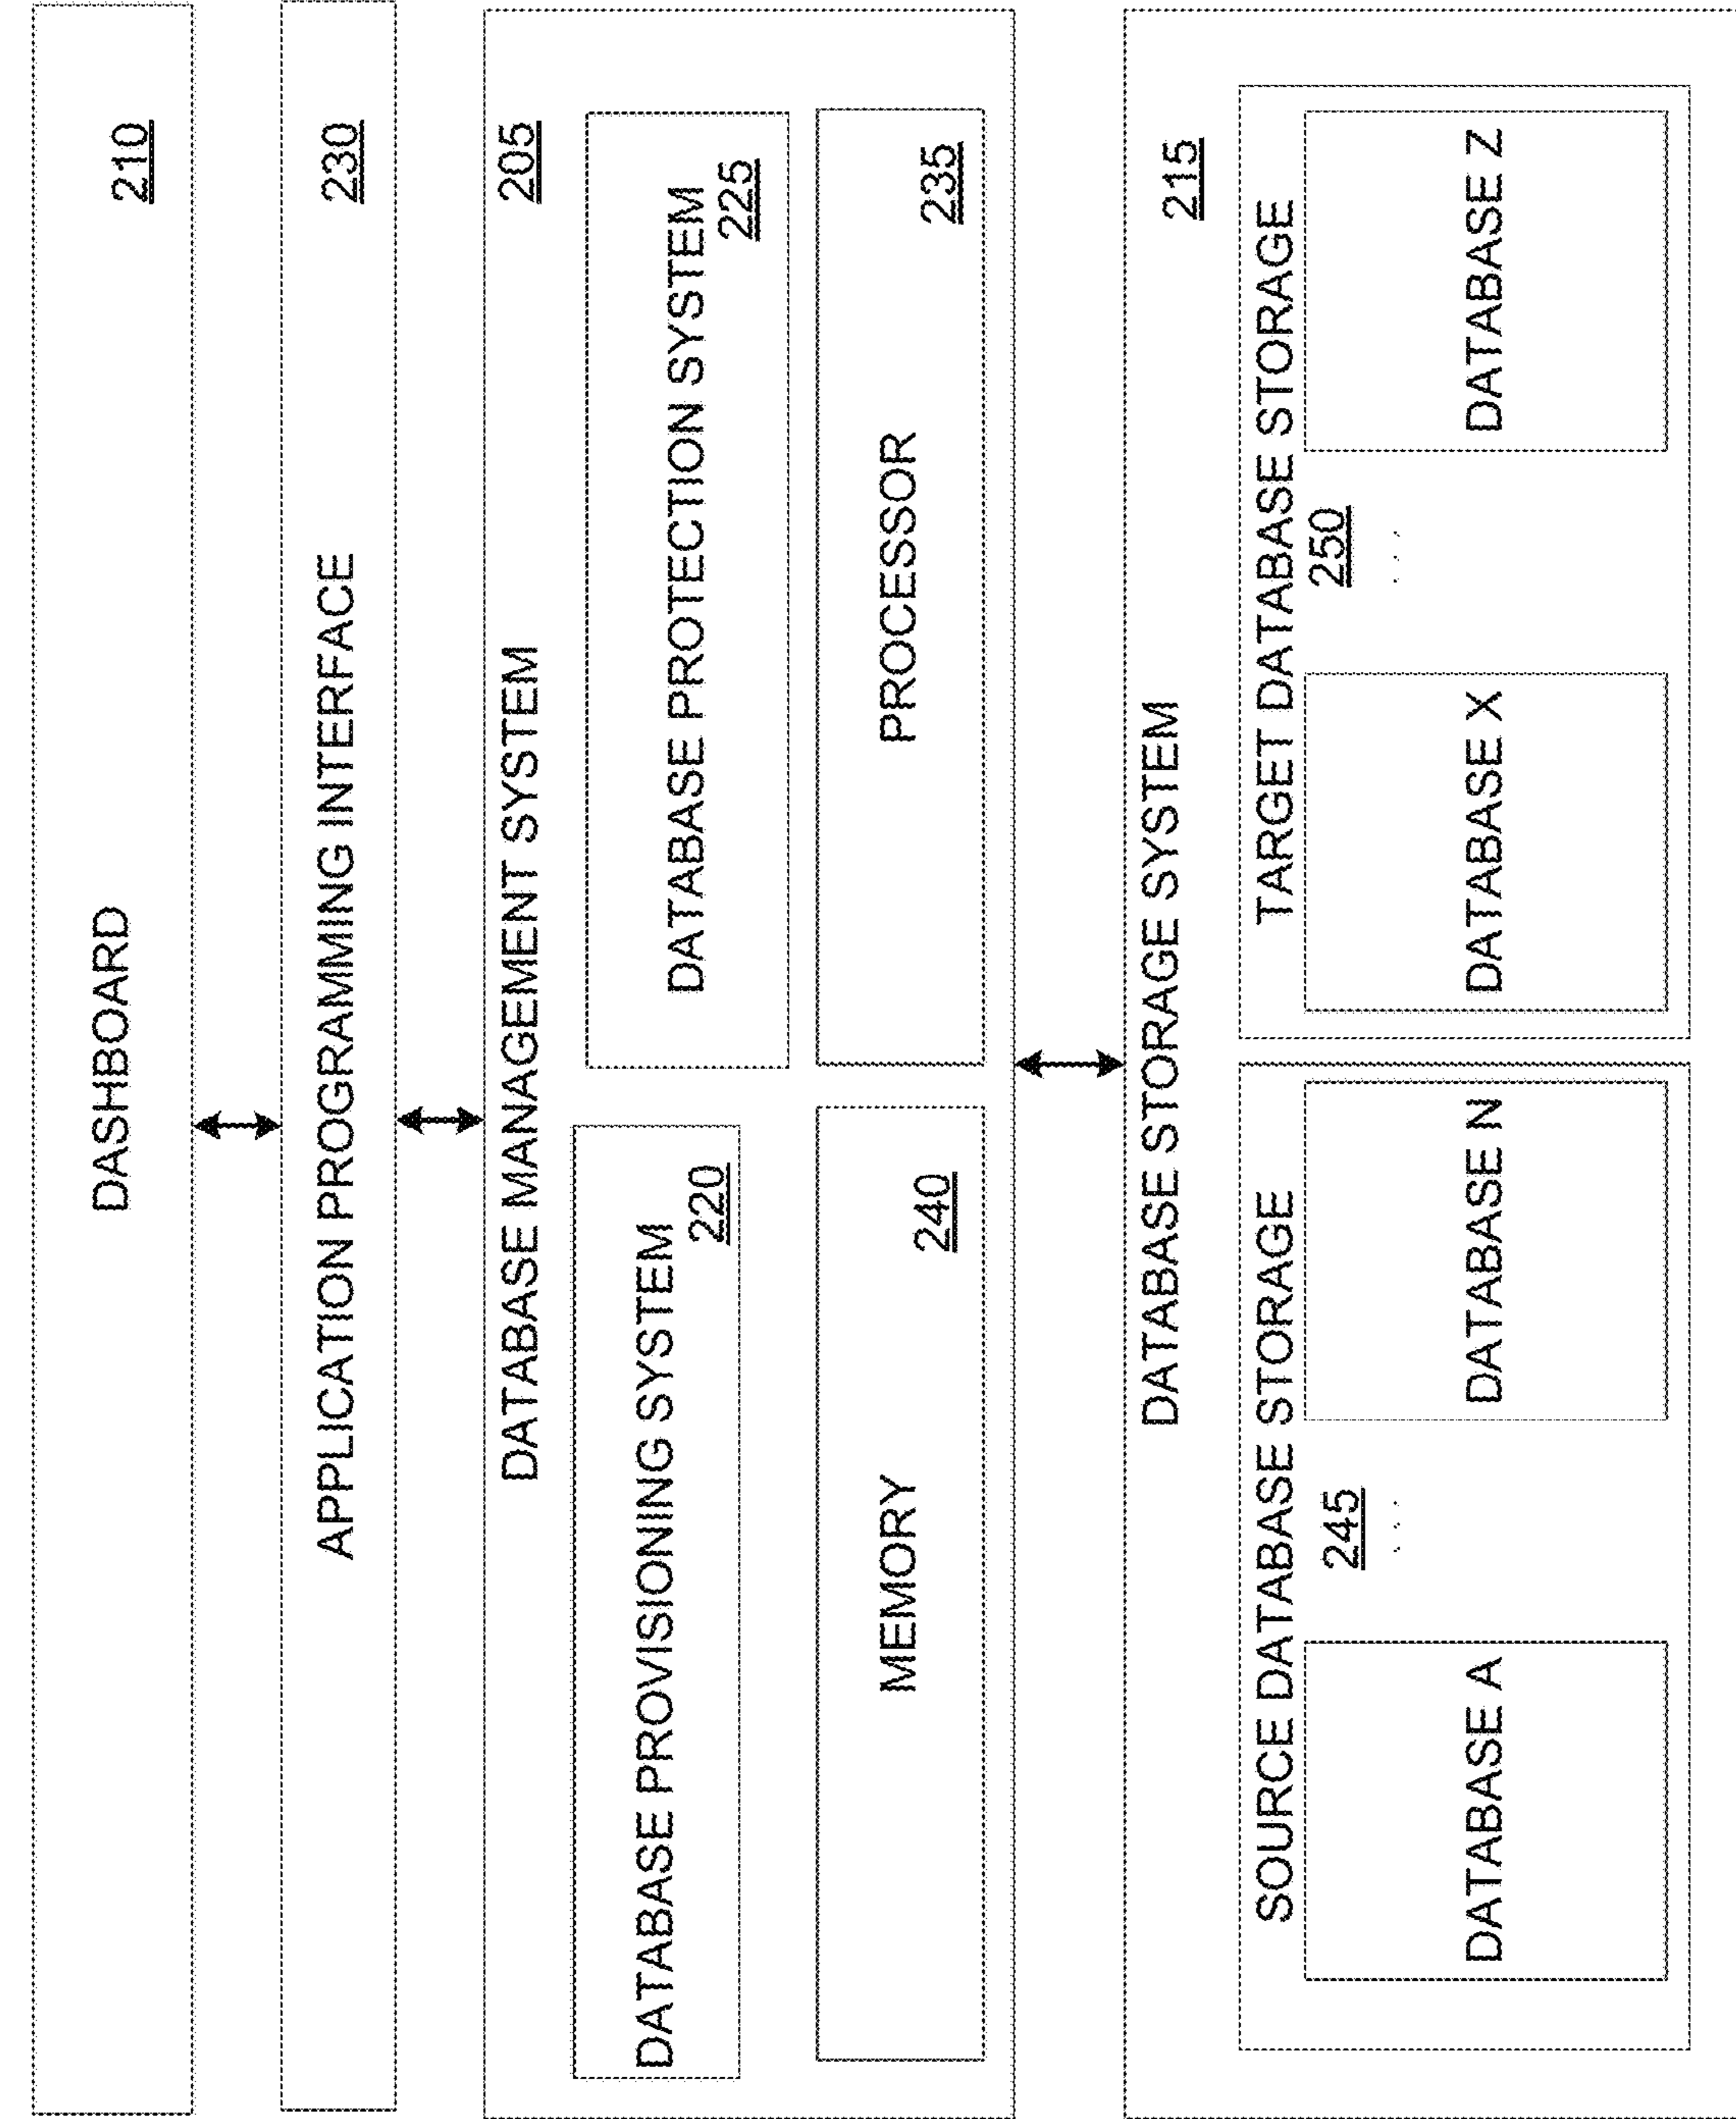 DASHBOARD
210
APPLICATION PROGRAMMING INTERFACE
230
DATABASE MANAGEMENT SYSTEM
205
DATABASE PROVISIONING SYSTEM
220
DATABASE PROTECTION SYSTEM
225
MEMORY
240
PROCESSOR
235
DATABASE STORAGE SYSTEM
215
SOURCE DATABASE STORAGE
245
DATABASE A
. . .
DATABASE N
TARGET DATABASE STORAGE
250
DATABASE X
. . .
DATABASE Z